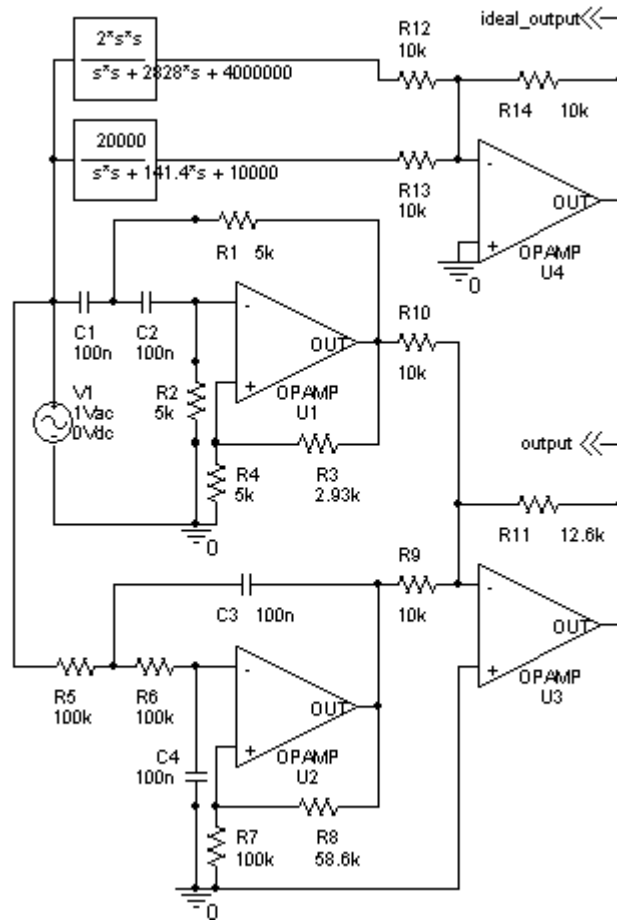 ideal_output
2*s*s
s*s + 2828*s + 4000000
R12
10k
R14 10k
20000
s*s + 141.4*s + 10000
R13
10k
-
+
OUT
OPAMP
U4
0
R1 5k
C1
100n
C2
100n
-
+
OUT
OPAMP
U1
R10
10k
V1
1Vac
0Vdc
R2
5k
R4
5k
R3
2.93k
0
output
R11 12.6k
C3 100n
R9
10k
-
+
OUT
OPAMP
U3
R5
100k
R6
100k
-
+
OUT
OPAMP
U2
C4
100n
R7
100k
R8
58.6k
0